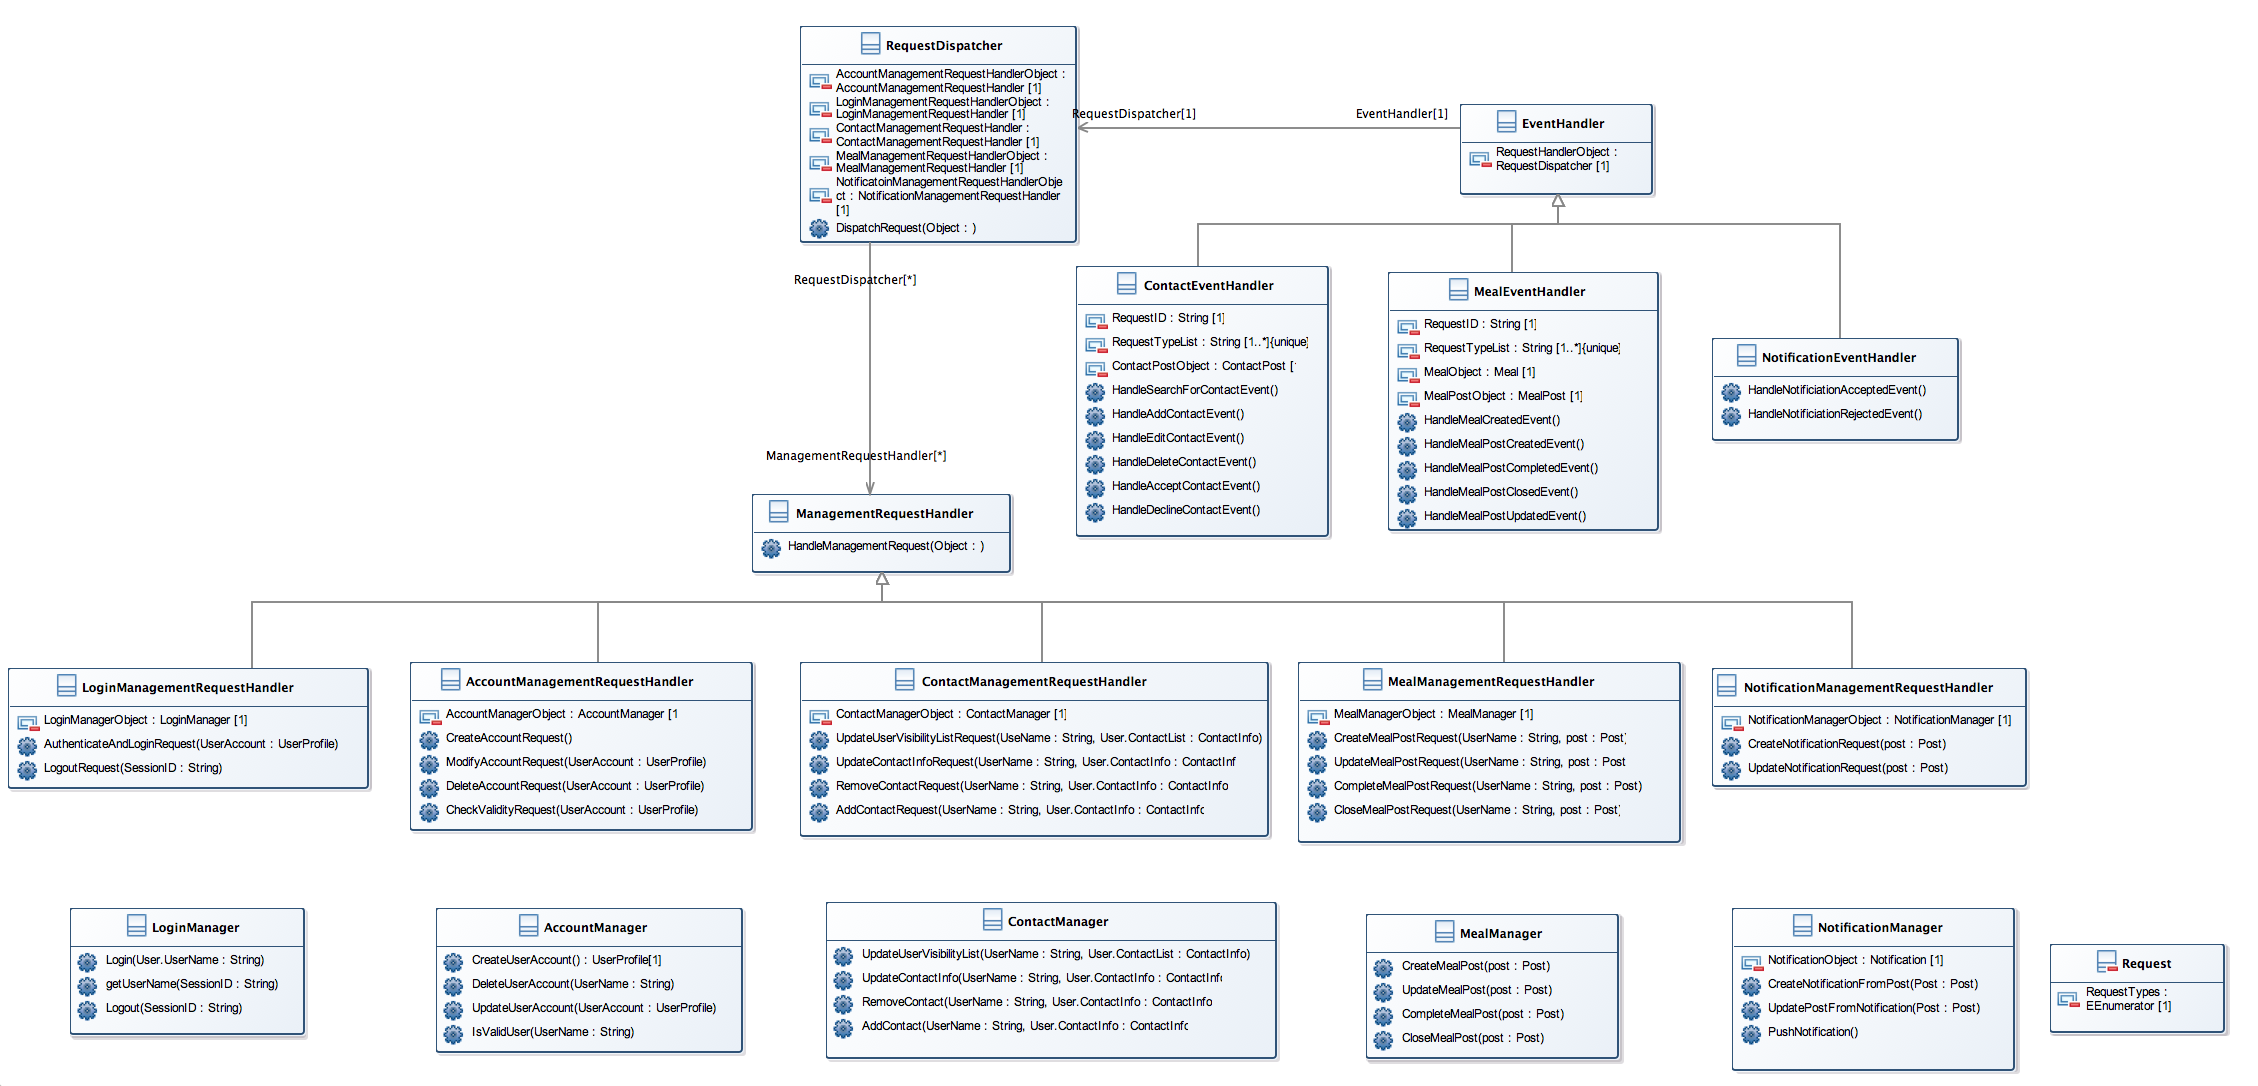 RequestDispatcher
AccountManagementRequestHandlerObject :
AccountManagementRequestHandler [1]
LoginManagementRequestHandlerObject :
LoginManagementRequestHandler [1]
ContactManagementRequestHandler :
ContactManagementRequestHandler [1]
MealManagementRequestHandlerObject :
MealManagementRequestHandler [1]
NotificatoinManagementRequestHandlerObje
ct : NotificationManagementRequestHandler
[1]
DispatchRequest(Object : )
RequestDispatcher[1]
EventHandler[1]
EventHandler
RequestHandlerObject :
RequestDispatcher [1]
RequestDispatcher[*]
ManagementRequestHandler[*]
ContactEventHandler
RequestID : String [1]
RequestTypeList : String [1..*]{unique}
ContactPostObject : ContactPost [
HandleSearchForContactEvent()
HandleAddContactEvent()
HandleEditContactEvent()
HandleDeleteContactEvent()
HandleAcceptContactEvent()
HandleDeclineContactEvent()
MealEventHandler
RequestID : String [1]
RequestTypeList : String [1..*]{unique}
MealObject : Meal [1]
MealPostObject : MealPost [1]
HandleMealCreatedEvent()
HandleMealPostCreatedEvent()
HandleMealPostCompletedEvent()
HandleMealPostClosedEvent()
HandleMealPostUpdatedEvent()
NotificationEventHandler
HandleNotificiationAcceptedEvent()
HandleNotificiationRejectedEvent()
ManagementRequestHandler
HandleManagementRequest(Object : )
LoginManagementRequestHandler
LoginManagerObject : LoginManager [1]
AuthenticateAndLoginRequest(UserAccount : UserProfile)
LogoutRequest(SessionID : String)
AccountManagementRequestHandler
AccountManagerObject : AccountManager [1
CreateAccountRequest()
ModifyAccountRequest(UserAccount : UserProfile)
DeleteAccountRequest(UserAccount : UserProfile)
CheckValidityRequest(UserAccount : UserProfile)
ContactManagementRequestHandler
ContactManagerObject : ContactManager [1]
UpdateUserVisibilityListRequest(UseName : String, User.ContactList : ContactInfo)
UpdateContactInfoRequest(UserName : String, User.ContactInfo : ContactInf
RemoveContactRequest(UserName : String, User.ContactInfo : ContactInfo
AddContactRequest(UserName : String, User.ContactInfo : ContactInfo
MealManagementRequestHandler
MealManagerObject : MealManager [1]
CreateMealPostRequest(UserName : String, post : Post)
UpdateMealPostRequest(UserName : String, post : Post
CompleteMealPostRequest(UserName : String, post : Post)
CloseMealPostRequest(UserName : String, post : Post)
NotificationManagementRequestHandler
NotificationManagerObject : NotificationManager [1]
CreateNotificationRequest(post : Post)
UpdateNotificationRequest(post : Post)
LoginManager
Login(User.UserName : String)
getUserName(SessionID : String)
Logout(SessionID : String)
AccountManager
CreateUserAccount() : UserProfile[1]
DeleteUserAccount(UserName : String)
UpdateUserAccount(UserAccount : UserProfile)
IsValidUser(UserName : String)
ContactManager
UpdateUserVisibilityList(UserName : String, User.ContactList : ContactInfo)
UpdateContactInfo(UserName : String, User.ContactInfo : ContactInfo
RemoveContact(UserName : String, User.ContactInfo : ContactInfo
AddContact(UserName : String, User.ContactInfo : ContactInfo
MealManager
CreateMealPost(post : Post)
UpdateMealPost(post : Post)
CompleteMealPost(post : Post)
CloseMealPost(post : Post)
NotificationManager
NotificationObject : Notification [1]
CreateNotificationFromPost(Post : Post)
UpdatePostFromNotification(Post : Post)
PushNotification()
Request
RequestTypes :
EEnumerator [1]